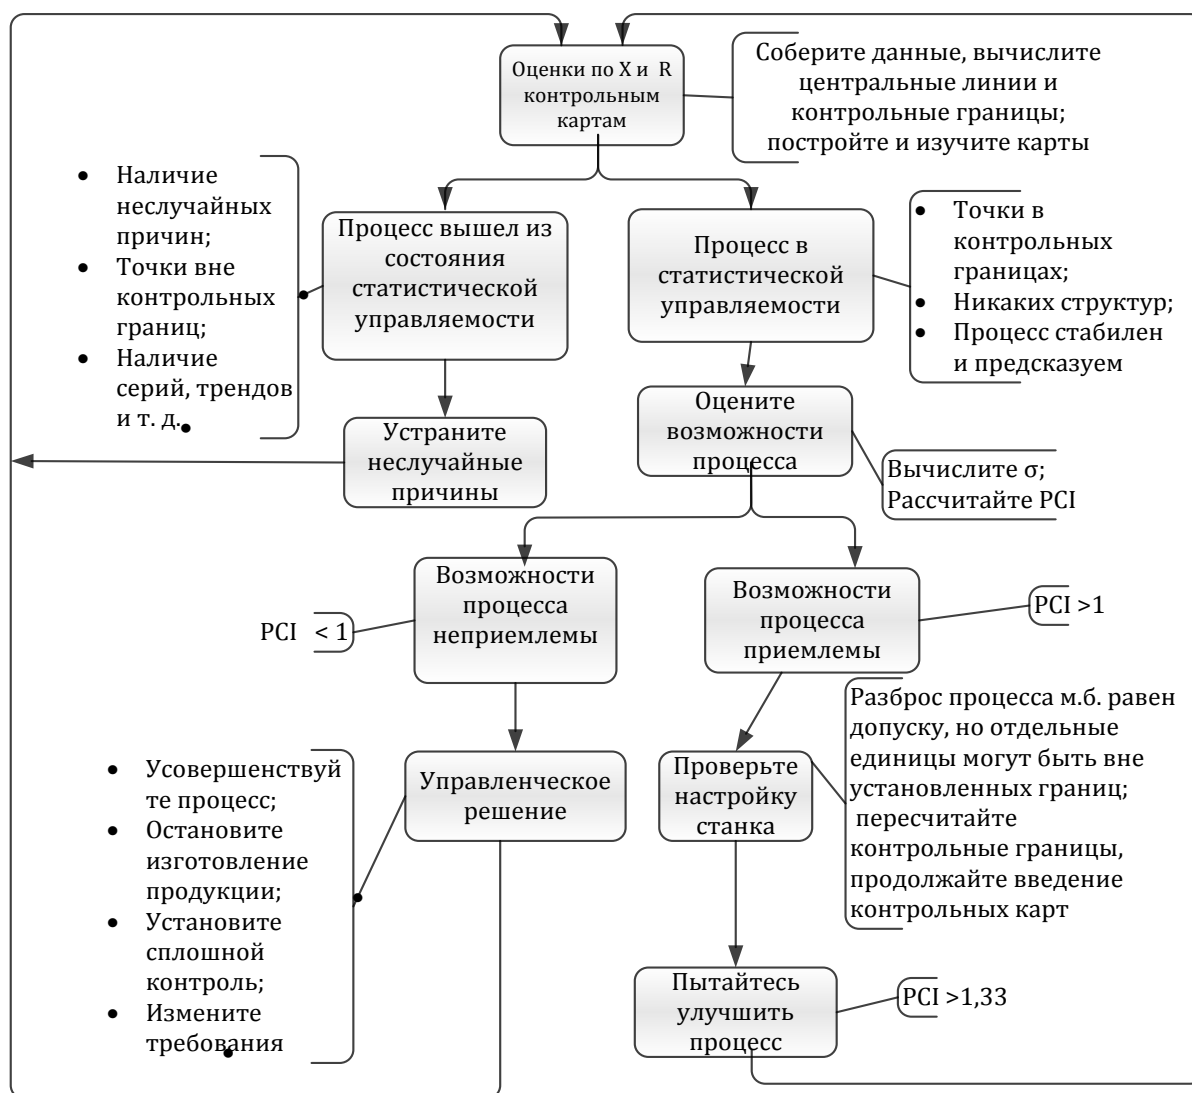 Оценки по X и R
контрольным
картам
Соберите данные, вычислите
центральные линии и
контрольные границы;
постройте и изучите карты
• Наличие
неслучайных
причин;
• Точки вне
контрольных
границ;
• Наличие
серий, трендов
и т. д.
Процесс вышел из
состояния
статистической
управляемости
Процесс в
статистической
управляемости
• Точки в
контрольных
границах;
• Никаких структур;
• Процесс стабилен
и предсказуем
Устраните
неслучайные
причины
Оцените
возможности
процесса
Вычислите σ;
Рассчитайте PCI
PCI < 1
Возможности
процесса
неприемлемы
Возможности
процесса
приемлемы
PCI >1
• Усовершенствуй
те процесс;
• Остановите
изготовление
продукции;
• Установите
сплошной
контроль;
• Измените
требования
Управленческое
решение
Проверьте
настройку
станка
Разброс процесса м.б. равен
допуску, но отдельные
единицы могут быть вне
установленных границ;
пересчитайте
контрольные границы,
продолжайте введение
контрольных карт
Пытайтесь
улучшить
процесс
PCI >1,33